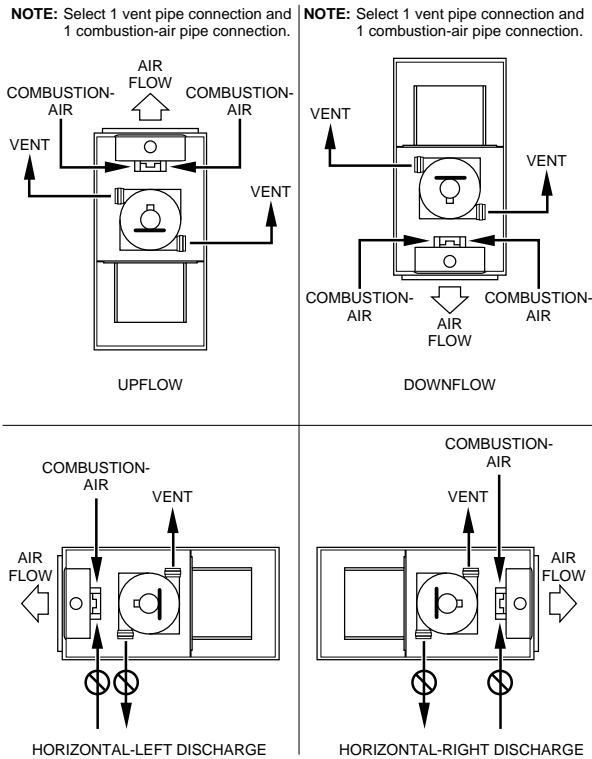 NOTE: Select 1 vent pipe connection and
1 combustion-air pipe connection.
AIR
FLOW
COMBUSTION-
AIR
COMBUSTION-
AIR
VENT
VENT
UPFLOW
NOTE: Select 1 vent pipe connection and
1 combustion-air pipe connection.
VENT
VENT
COMBUSTION-
AIR
COMBUSTION-
AIR
AIR
FLOW
DOWNFLOW
COMBUSTION-
AIR
VENT
AIR
FLOW
HORIZONTAL-LEFT DISCHARGE
COMBUSTION-
AIR
VENT
AIR
FLOW
HORIZONTAL-RIGHT DISCHARGE